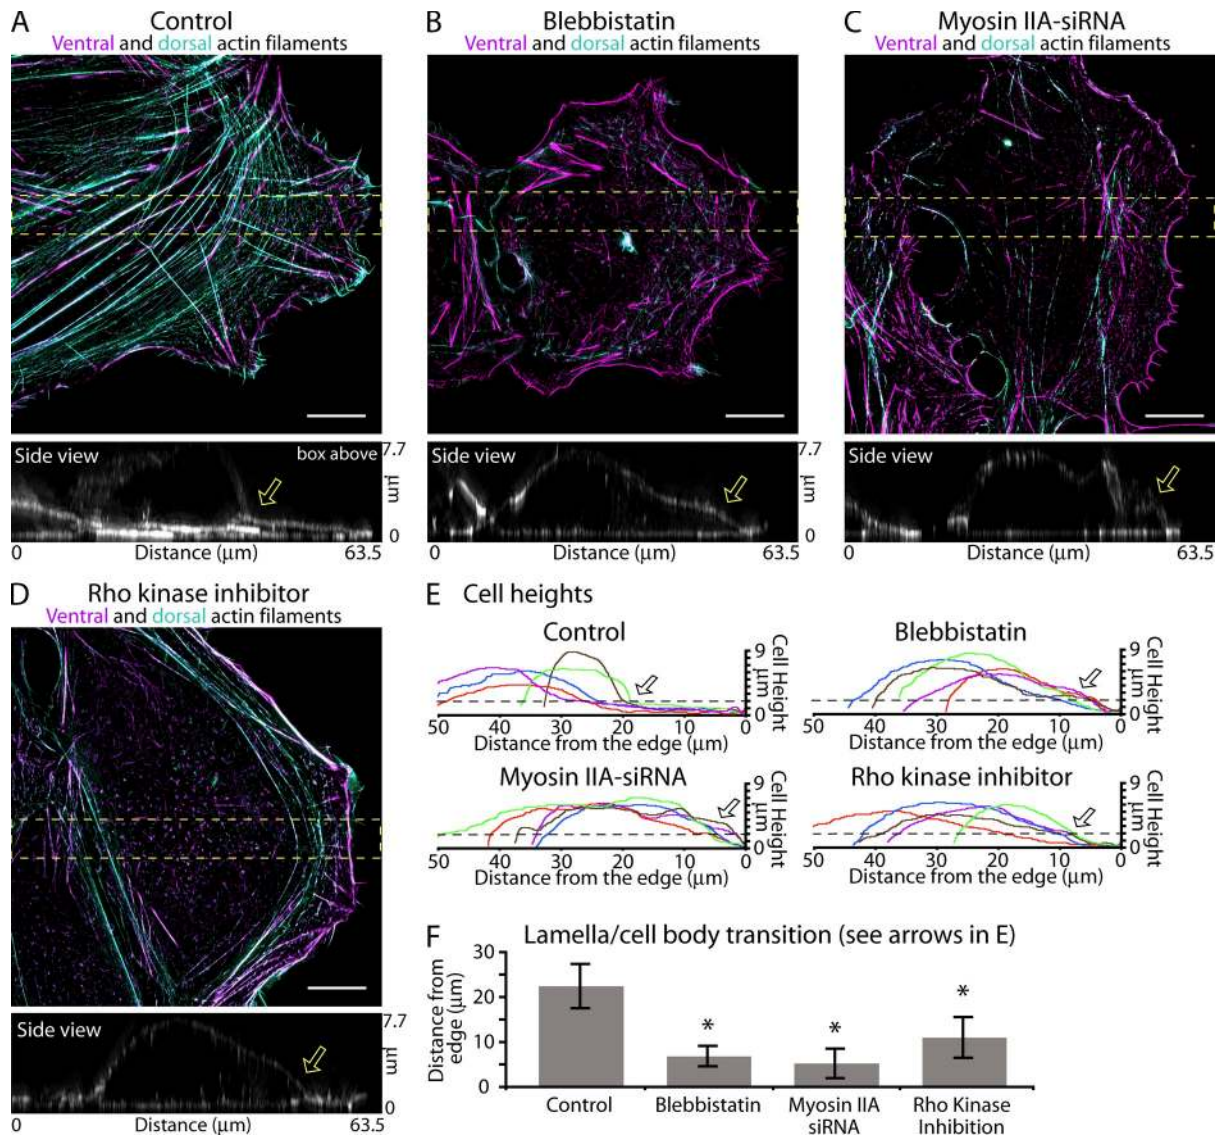 A Control
Ventral and dorsal actin filaments
B Blebbistatin
Ventral and dorsal actin filaments
C Myosin IIA-siRNA
Ventral and dorsal actin filaments
Side view
box above
7.7
μm
0
0 Distance (μm) 63.5
Side view
7.7
μm
0
0 Distance (μm) 63.5
Side view
0 Distance (μm) 63.5
D Rho kinase inhibitor
Ventral and dorsal actin filaments
Side view
7.7
μm
0
0 Distance (μm) 63.5
E Cell heights
Control
9
0
Cell Height
μm
50 40 30 20 10 0
Distance from the edge (μm)
Blebbistatin
9
0
Cell Height
μm
50 40 30 20 10 0
Distance from the edge (μm)
Myosin IIA-siRNA
9
0
Cell Height
μm
50 40 30 20 10 0
Distance from the edge (μm)
Rho kinase inhibitor
9
0
Cell Height
μm
50 40 30 20 10 0
Distance from the edge (μm)
F Lamella/cell body transition (see arrows in E)
Distance from
edge (μm)
30
20
10
0
*
*
*
Control
Blebbistatin
Myosin IIA
siRNA
Rho Kinase
Inhibition